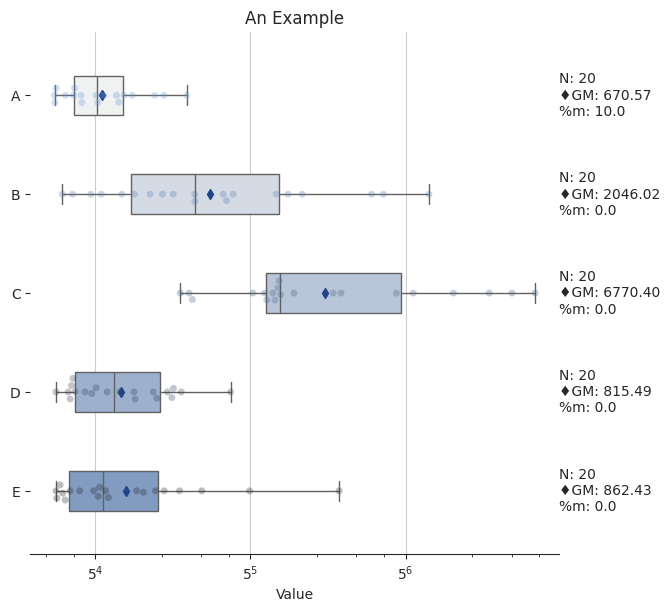 An Example
A
N: 20
♦GM: 670.57
%m: 10.0
B
N: 20
♦GM: 2046.02
%m: 0.0
C
N: 20
♦GM: 6770.40
%m: 0.0
D
N: 20
♦GM: 815.49
%m: 0.0
E
N: 20
♦GM: 862.43
%m: 0.0
5⁴ 5⁵ 5⁶
Value